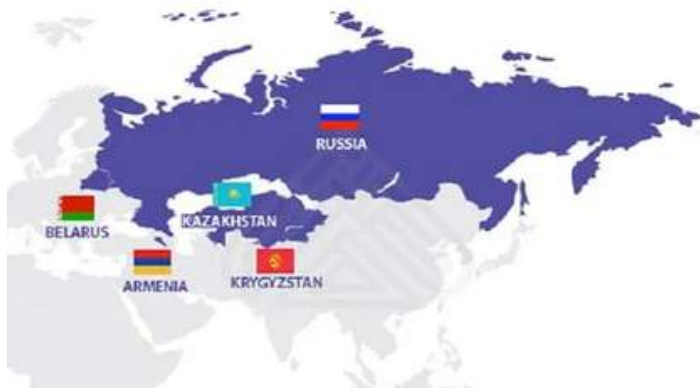 RUSSIA
KAZAKHSTAN
BELARUS
ARMENIA
KRYGYZSTAN